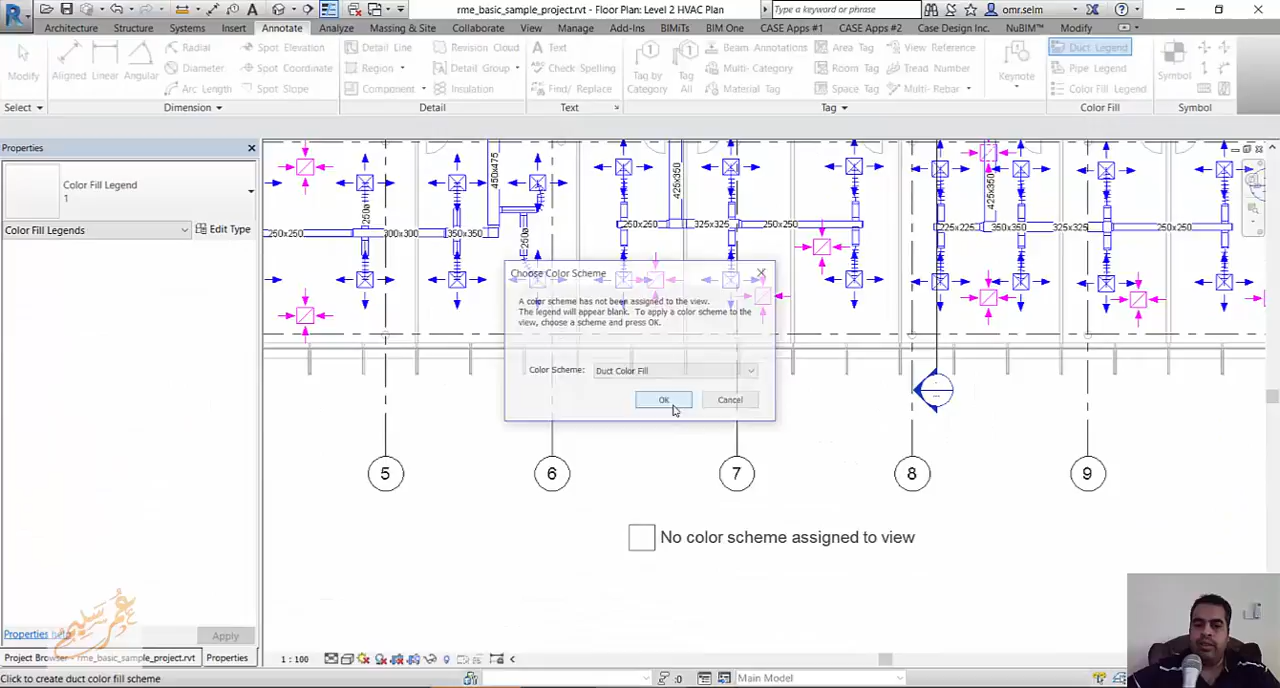 rme_basic_sample_project.rvt - Floor Plan: Level 2 HVAC Plan
Type a keyword or phrase
omr.selm
Architecture Structure Systems Insert Annotate Analyze Massing & Site Collaborate View Manage Add-Ins BiMiTs BIM One CASE Apps #1 CASE Apps #2 Case Design Inc. NuBIM™ Modify
Modify
Aligned Linear Angular
Radial
Diameter
Arc Length
Spot Elevation
Spot Coordinate
Spot Slope
Detail Line
Region
Component
Revision Cloud
Detail Group
Insulation
Text
Check Spelling
Find/ Replace
Tag by Category
Tag All
Beam Annotations
Multi- Category
Material Tag
Area Tag
Room Tag
Space Tag
View Reference
Tread Number
Multi- Rebar
Keynote
Duct Legend
Pipe Legend
Color Fill Legend
Symbol
Select Dimension Detail Text Tag Color Fill Symbol
Properties
Color Fill Legend
1
Color Fill Legends
Edit Type
450x475
425x350
425x350
250x250 300x300 350x350
250x250 325x325 250x250
225x225 350x350 325x325 250x250
Choose Color Scheme
A color scheme has not been assigned to the view.
The legend will appear blank. To apply a color scheme to the
view, choose a scheme and press OK.
Color Scheme: Duct Color Fill
OK Cancel
5 6 7 8 9
No color scheme assigned to view
عمر سليم
Properties help
Apply
Project Browser - rme_basic_sample_project.rvt Properties
1 : 100
Click to create duct color fill scheme
:0
Main Model